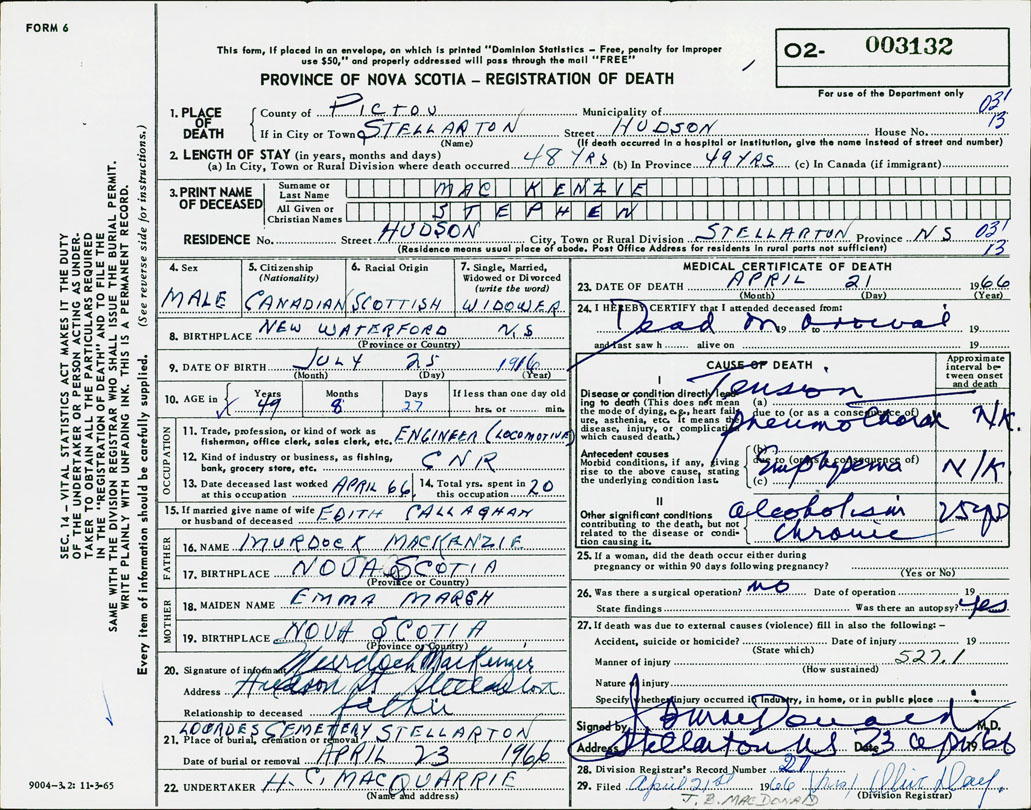 FORM 6
This form, if placed in an envelope, on which is printed "Dominion Statistics – Free, penalty for improper
use $50," and properly addressed will pass through the mail "FREE"
PROVINCE OF NOVA SCOTIA – REGISTRATION OF DEATH
02- 003132
For use of the Department only
1. PLACE OF DEATH
County of PICTOU Municipality of 031
If in City or Town STELLARTON Street HUDSON House No. 13
(Name) (If death occurred in a hospital or institution, give the name instead of street and number)
2. LENGTH OF STAY (in years, months and days)
(a) In City, Town or Rural Division where death occurred 48 YRS (b) In Province 49 YRS (c) In Canada (if immigrant)
3. PRINT NAME OF DECEASED
Surname or Last Name MAC KENZIE
All Given or Christian Names STEPHEN
RESIDENCE No. Street HUDSON City, Town or Rural Division STELLARTON Province NS 031 13
(Residence means usual place of abode. Post Office Address for residents in rural parts not sufficient)
4. Sex
MALE
5. Citizenship
(Nationality)
CANADIAN
6. Racial Origin
SCOTTISH
7. Single, Married, Widowed or Divorced
(write the word)
WIDOWER
8. BIRTHPLACE NEW WATERFORD N.S
(Province or Country)
9. DATE OF BIRTH JULY 25 1916
(Month) (Day) (Year)
10. AGE in Years Months Days If less than one day old
49 8 27 hrs. or min.
OCCUPATION
11. Trade, profession, or kind of work as
fisherman, office clerk, sales clerk, etc. ENGINEER (LOCOMOTIVE)
12. Kind of industry or business, as fishing,
bank, grocery store, etc. CNR
13. Date deceased last worked
at this occupation APRIL 66
14. Total yrs. spent in
this occupation 20
15. If married give name of wife
or husband of deceased EDITH CALLAGHAN
FATHER
16. NAME MURDOCK MACKENZIE
17. BIRTHPLACE NOVA SCOTIA
(Province or Country)
MOTHER
18. MAIDEN NAME EMMA MARSH
19. BIRTHPLACE NOVA SCOTIA
(Province or Country)
20. Signature of informant Murdoch MacKenzie
Address Hudson St Stellarton
Relationship to deceased father
LOURDES CEMETERY STELLARTON
21. Place of burial, cremation or removal
Date of burial or removal APRIL 23 1966
22. UNDERTAKER H. C. MACQUARRIE
(Name and address)
MEDICAL CERTIFICATE OF DEATH
23. DATE OF DEATH APRIL 21 1966
(Month) (Day) (Year)
24. I HEREBY CERTIFY that I attended deceased from:
Dead on arrival 19 19
and last saw h alive on 19
CAUSE OF DEATH
Approximate interval between onset and death
I
Disease or condition directly leading to death (This does not mean the mode of dying, e.g., heart failure, asthenia, etc. It means the disease, injury, or complication which caused death.)
(a) Tension
due to (or as a consequence of)
pneumothorax N/K.
Antecedent causes
Morbid conditions, if any, giving rise to the above cause, stating the underlying condition last.
(b)
due to (or as a consequence of)
Emphysema N/K
(c)
II
Other significant conditions contributing to the death, but not related to the disease or condition causing it.
alcoholism
chronic
25 yrs
25. If a woman, did the death occur either during
pregnancy or within 90 days following pregnancy?
(Yes or No)
26. Was there a surgical operation? no Date of operation 19
State findings Was there an autopsy? yes
27. If death was due to external causes (violence) fill in also the following: –
Accident, suicide or homicide? Date of injury 19
(State which)
Manner of injury 527.1
(How sustained)
Nature of injury
Specify whether injury occurred in industry, in home, or in public place
Signed by M.D.
Address Stellarton NS Date 23 april 1966
28. Division Registrar's Record Number 27
29. Filed April 21st 1966 (Mrs)
(Division Registrar)
J. B. MACDONALD
9004–3.2: 11-3-65
SEC. 14 – VITAL STATISTICS ACT MAKES IT THE DUTY
OF THE UNDERTAKER OR PERSON ACTING AS UNDER-
TAKER TO OBTAIN ALL THE PARTICULARS REQUIRED
IN THE "REGISTRATION OF DEATH" AND TO FILE THE
SAME WITH THE DIVISION REGISTRAR WHO SHALL ISSUE THE BURIAL PERMIT.
WRITE PLAINLY WITH UNFADING INK. THIS IS A PERMANENT RECORD.
Every item of information should be carefully supplied. (See reverse side for instructions.)